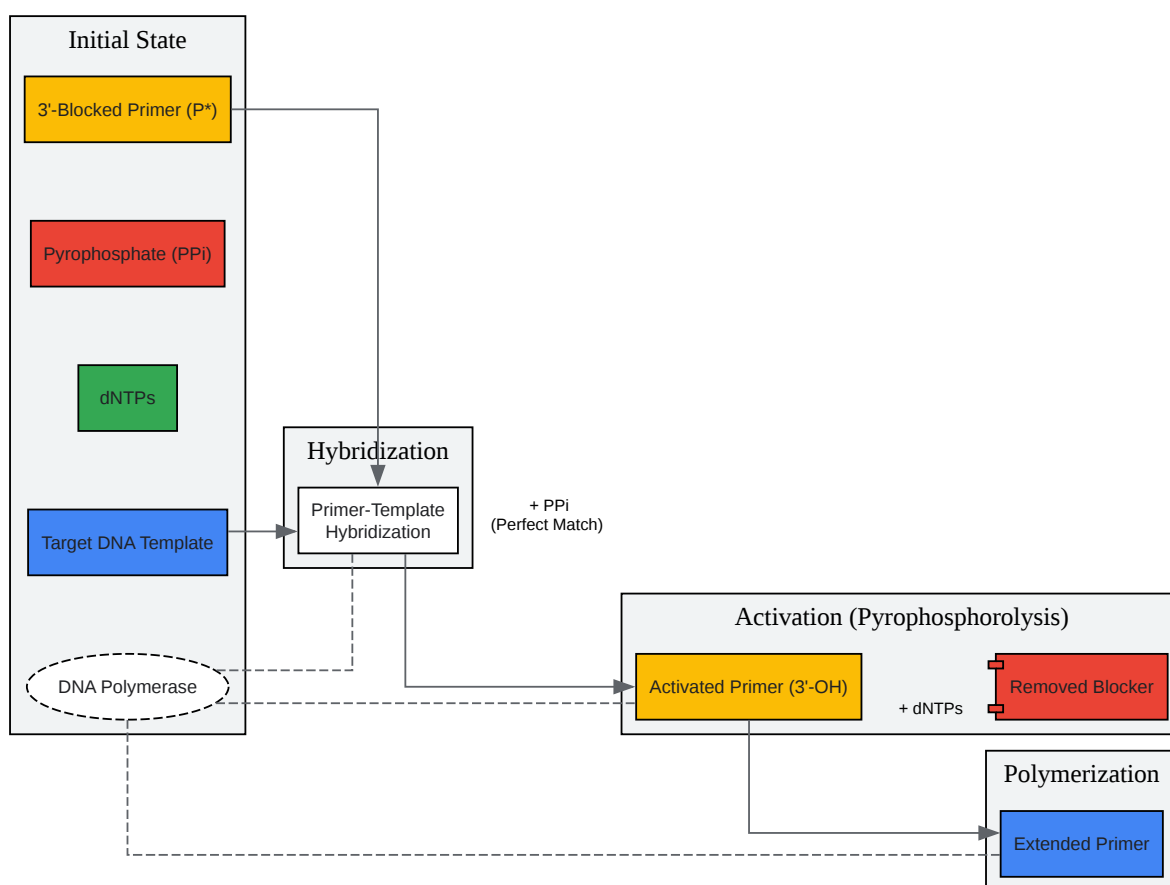 Initial State
3'-Blocked Primer (P*)
Pyrophosphate (PPi)
dNTPs
Target DNA Template
DNA Polymerase
Hybridization
Primer-Template
Hybridization
+ PPi
(Perfect Match)
Activation (Pyrophosphorolysis)
Activated Primer (3'-OH)
+ dNTPs
Removed Blocker
Polymerization
Extended Primer